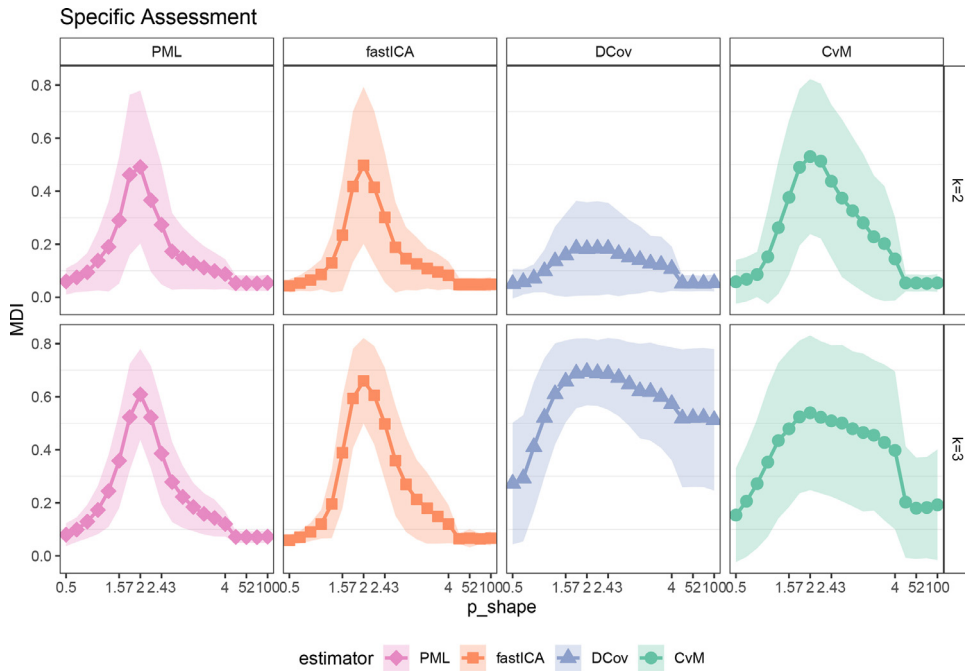 Specific Assessment
PML fastICA DCov CvM
MDI
0.8
0.6
0.4
0.2
0.0
k=2
0.8
0.6
0.4
0.2
0.0
k=3
0.5 1.57 2 2.43 4 52100 0.5 1.57 2 2.43 4 52100 0.5 1.57 2 2.43 4 52100 0.5 1.57 2 2.43 4 52100
p_shape
estimator PML fastICA DCov CvM